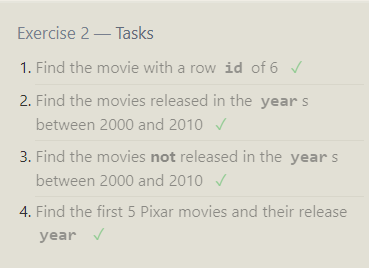 Exercise 2 — Tasks
1. Find the movie with a row id of 6 ✓
2. Find the movies released in the year s
between 2000 and 2010 ✓
3. Find the movies not released in the year s
between 2000 and 2010 ✓
4. Find the first 5 Pixar movies and their release
year ✓